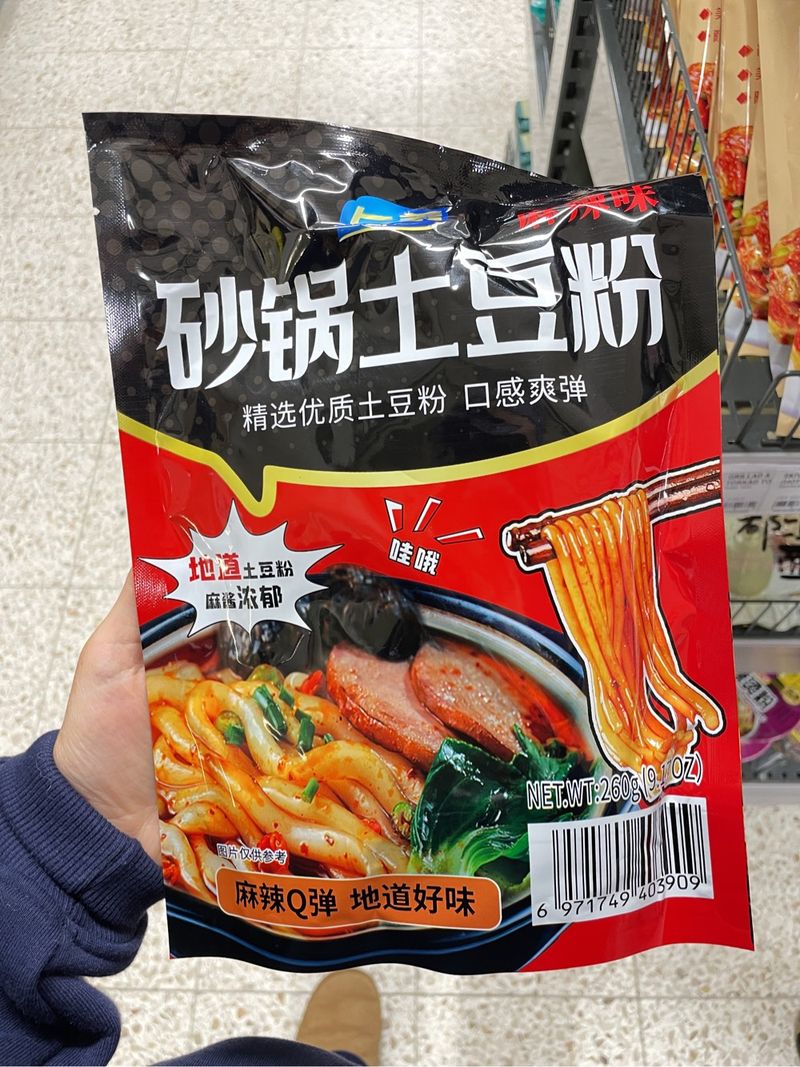 麻辣味
砂锅土豆粉
精选优质土豆粉 口感爽弹
哇哦
地道土豆粉
麻酱浓郁
NET.WT:260g(9.17OZ)
图片仅供参考
麻辣Q弹 地道好味
6 971749 403909